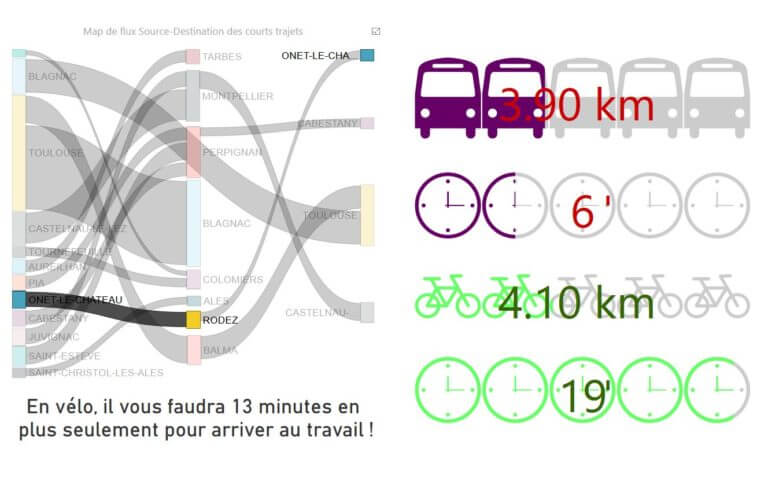 Map de flux Source-Destination des courts trajets
BLAGNAC
TOULOUSE
CASTELNAU-LE-LEZ
TOURNEFEUILLE
AUREILHAN
PIA
ONET-LE-CHATEAU
CABESTANY
JUVIGNAC
SAINT-ESTEVE
SAINT-CHRISTOL-LES-ALES
TARBES
MONTPELLIER
PERPIGNAN
BLAGNAC
COLOMIERS
ALES
RODEZ
BALMA
ONET-LE-CHA
CABESTANY
TOULOUSE
CASTELNAU-
En vélo, il vous faudra 13 minutes en
plus seulement pour arriver au travail !
3.90 km
6 '
4.10 km
19'